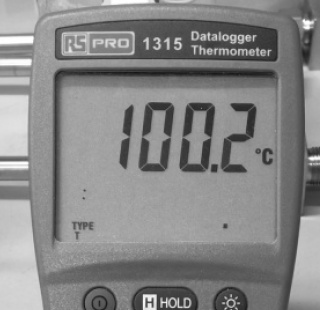 RS PRO 1315 Datalogger
Thermometer
100.2 °C
TYPE
T
H HOLD